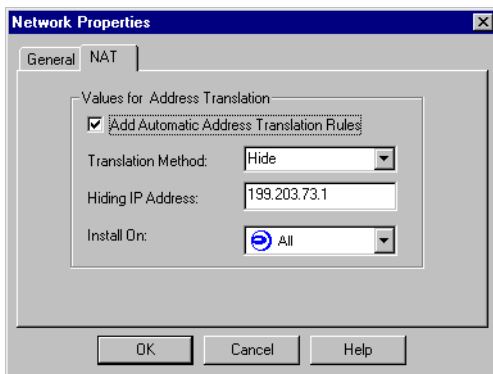 Network Properties
General NAT
Values for Address Translation
Add Automatic Address Translation Rules
Translation Method: Hide
Hiding IP Address: 199.203.73.1
Install On: All
OK Cancel Help